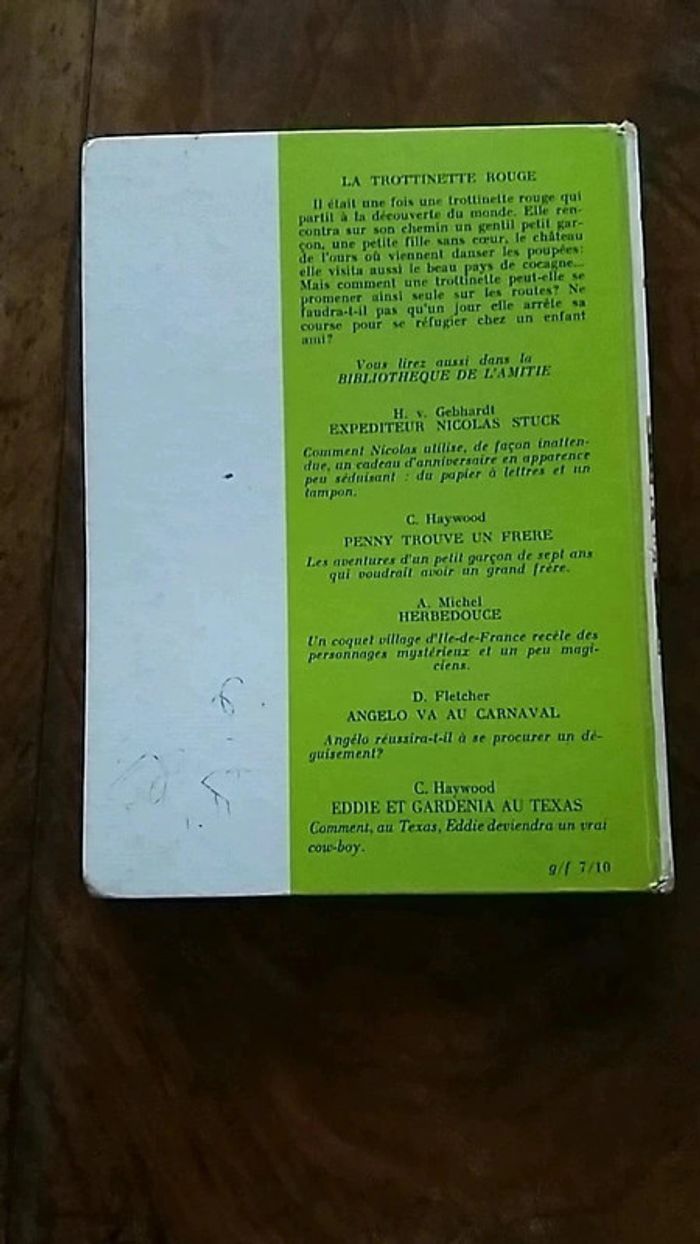 LA TROTTINETTE ROUGE
Il était une fois une trottinette rouge qui
partit à la découverte du monde. Elle ren-
contra sur son chemin un gentil petit gar-
çon, une petite fille sans cœur, le château
de l'ours où viennent danser les poupées:
elle visita aussi le beau pays de cocagne...
Mais comment une trottinette peut-elle se
promener ainsi seule sur les routes? Ne
faudra-t-il pas qu'un jour elle arrête sa
course pour se réfugier chez un enfant
ami?
Vous lirez aussi dans la
BIBLIOTHEQUE DE L'AMITIE
H. v. Gebhardt
EXPEDITEUR NICOLAS STUCK
Comment Nicolas utilise, de façon inatten-
due, un cadeau d'anniversaire en apparence
peu séduisant : du papier à lettres et un
tampon.
C. Haywood
PENNY TROUVE UN FRERE
Les aventures d'un petit garçon de sept ans
qui voudrait avoir un grand frère.
A. Michel
HERBEDOUCE
Un coquet village d'Ile-de-France recèle des
personnages mystérieux et un peu magi-
ciens.
D. Fletcher
ANGELO VA AU CARNAVAL
Angélo réussira-t-il à se procurer un dé-
guisement?
C. Haywood
EDDIE ET GARDENIA AU TEXAS
Comment, au Texas, Eddie deviendra un vrai
cow-boy.
g/f 7/10